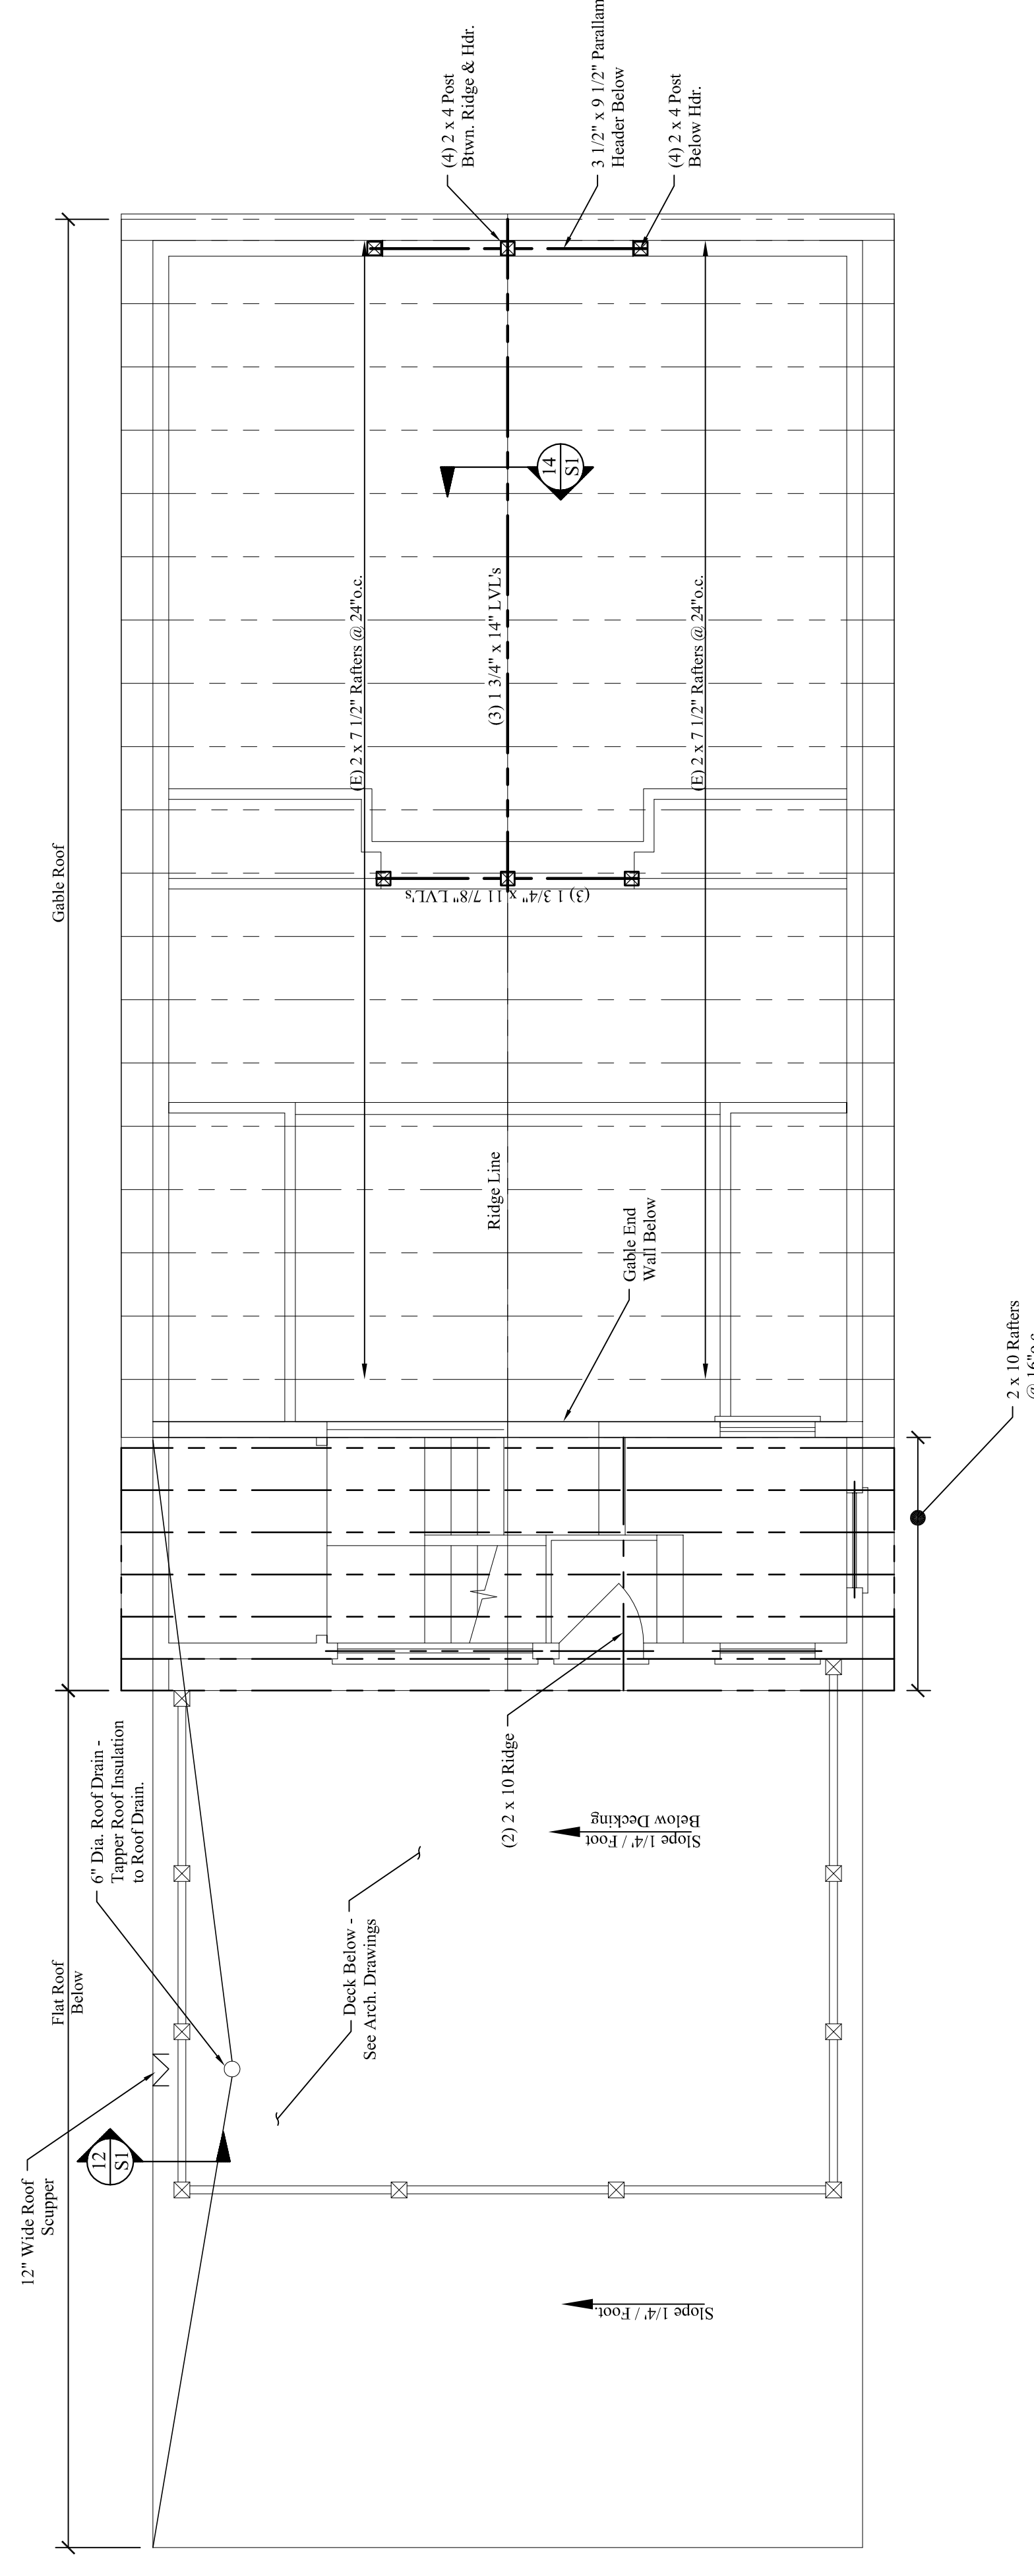 (4) 2 x 4 Post
Btwn. Ridge & Hdr.
3 1/2" x 9 1/2" Parallam
Header Below
(4) 2 x 4 Post
Below Hdr.
Gable Roof
14
S1
(E) 2 x 7 1/2" Rafters @ 24"o.c.
(3) 1 3/4" x 14" LVL's
(E) 2 x 7 1/2" Rafters @ 24"o.c.
(3) 1 3/4" x 11 7/8" LVL's
Ridge Line
Gable End
Wall Below
2 x 10 Rafters
@ 16"o.c.
6" Dia. Roof Drain -
Tapper Roof Insulation
to Roof Drain.
(2) 2 x 10 Ridge
Slope 1/4' / Foot
Below Decking
Flat Roof
Below
Deck Below -
See Arch. Drawings
12" Wide Roof
Scupper
12
S1
Slope 1/4' / Foot.